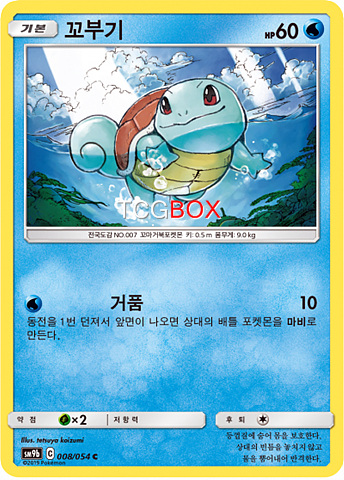 기본 꼬부기 HP60
TCGBOX
전국도감 NO.007 꼬마거북포켓몬 키: 0.5 m 몸무게: 9.0 kg
거품 10
동전을 1번 던져서 앞면이 나오면 상대의 배틀 포켓몬을 마비로
만든다.
약점 ×2 저항력 후퇴
Illus. tetsuya koizumi
sm9b C 008/054 C
©2019 Pokémon
등껍질에 숨어 몸을 보호한다.
상대의 빈틈을 놓치지 않고
물을 뿜어내어 반격한다.